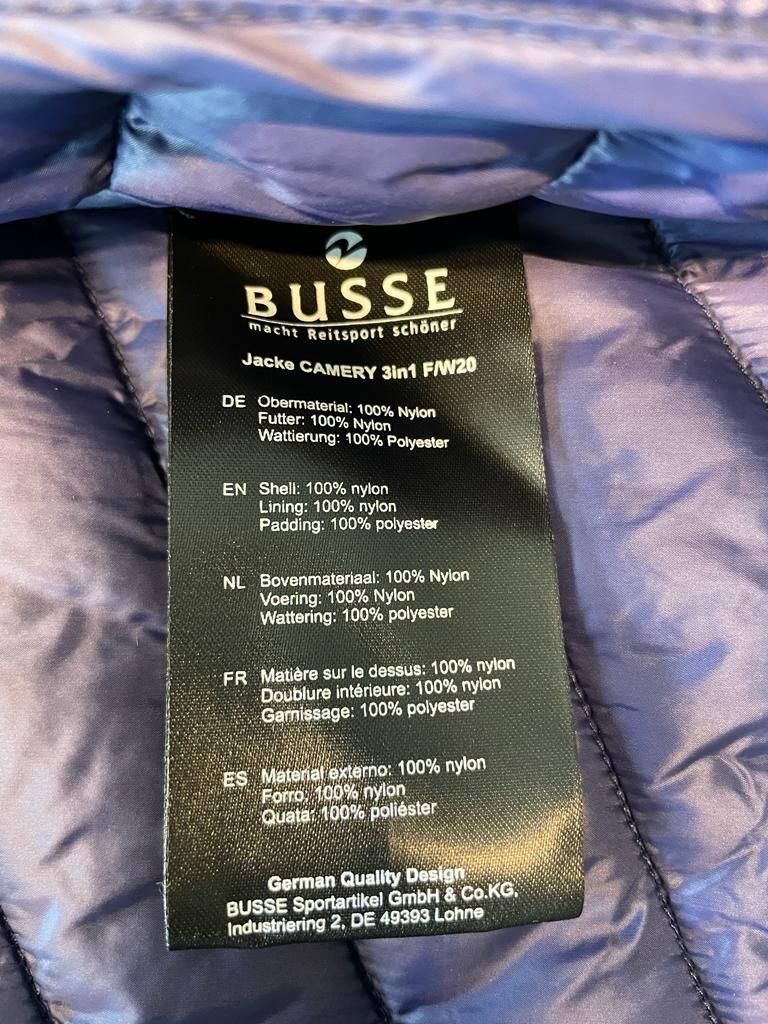 BUSSE
macht Reitsport schöner
Jacke CAMERY 3in1 F/W20
DE Obermaterial: 100% Nylon
Futter: 100% Nylon
Wattierung: 100% Polyester
EN Shell: 100% nylon
Lining: 100% nylon
Padding: 100% polyester
NL Bovenmateriaal: 100% Nylon
Voering: 100% Nylon
Wattering: 100% polyester
FR Matière sur le dessus: 100% nylon
Doublure intérieure: 100% nylon
Garnissage: 100% polyester
ES Material externo: 100% nylon
Forro: 100% nylon
Quata: 100% poliéster
German Quality Design
BUSSE Sportartikel GmbH & Co.KG,
Industriering 2, DE 49393 Lohne